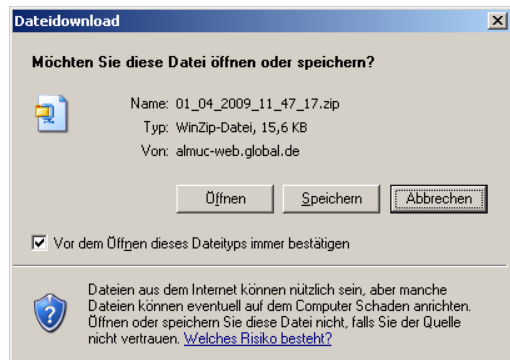 Dateidownload
Möchten Sie diese Datei öffnen oder speichern?
Name: 01_04_2009_11_47_17.zip
Typ: WinZip-Datei, 15,6 KB
Von: almuc-web.global.de
Öffnen Speichern Abbrechen
Vor dem Öffnen dieses Dateityps immer bestätigen
Dateien aus dem Internet können nützlich sein, aber manche
Dateien können eventuell auf dem Computer Schaden anrichten.
Öffnen oder speichern Sie diese Datei nicht, falls Sie der Quelle
nicht vertrauen. Welches Risiko besteht?